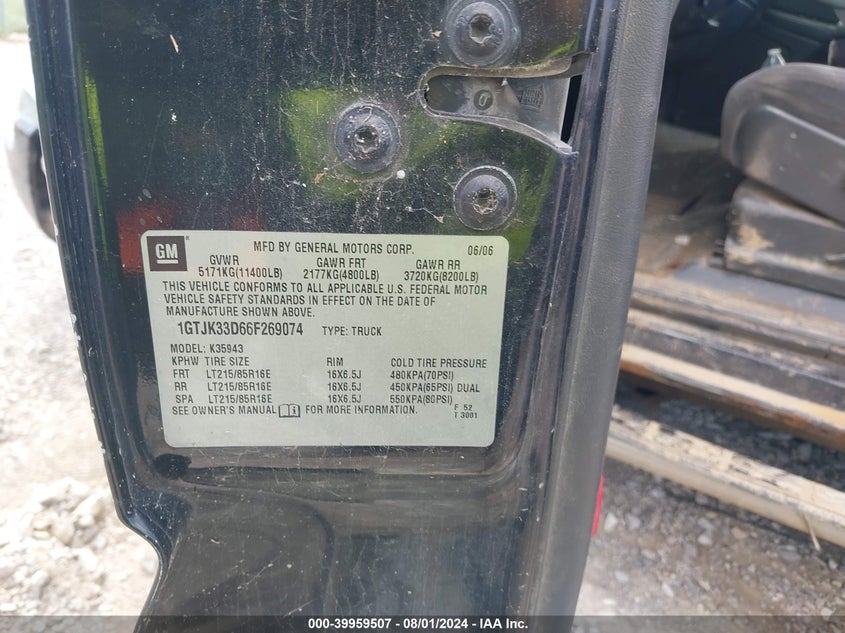 GM
MFD BY GENERAL MOTORS CORP. 06/06
GVWR GAWR FRT GAWR RR
5171KG(11400LB) 2177KG(4800LB) 3720KG(8200LB)
THIS VEHICLE CONFORMS TO ALL APPLICABLE U.S. FEDERAL MOTOR
VEHICLE SAFETY STANDARDS IN EFFECT ON THE DATE OF
MANUFACTURE SHOWN ABOVE.
1GTJK33D66F269074 TYPE: TRUCK
MODEL: K35943
KPHW TIRE SIZE RIM COLD TIRE PRESSURE
FRT LT215/85R16E 16X6.5J 480KPA(70PSI)
RR LT215/85R16E 16X6.5J 450KPA(65PSI) DUAL
SPA LT215/85R16E 16X6.5J 550KPA(80PSI)
SEE OWNER'S MANUAL FOR MORE INFORMATION. F 52
T 3001
000-39959507 - 08/01/2024 - IAAI.COM